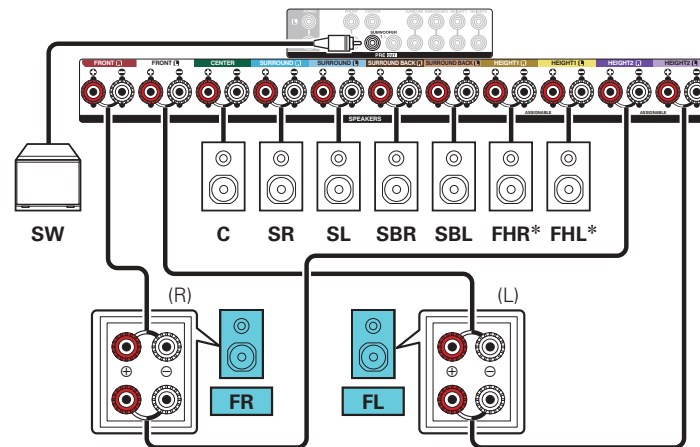 SUBWOOFER
PRE OUT
FRONT R
FRONT L
CENTER
SURROUND R
SURROUND L
SURROUND BACK R
SURROUND BACK L
HEIGHT1 R
HEIGHT1 L
HEIGHT2 R
HEIGHT2 L
SPEAKERS
ASSIGNABLE
ASSIGNABLE
SW
C
SR
SL
SBR
SBL
FHR*
FHL*
(R)
(L)
FR
FL